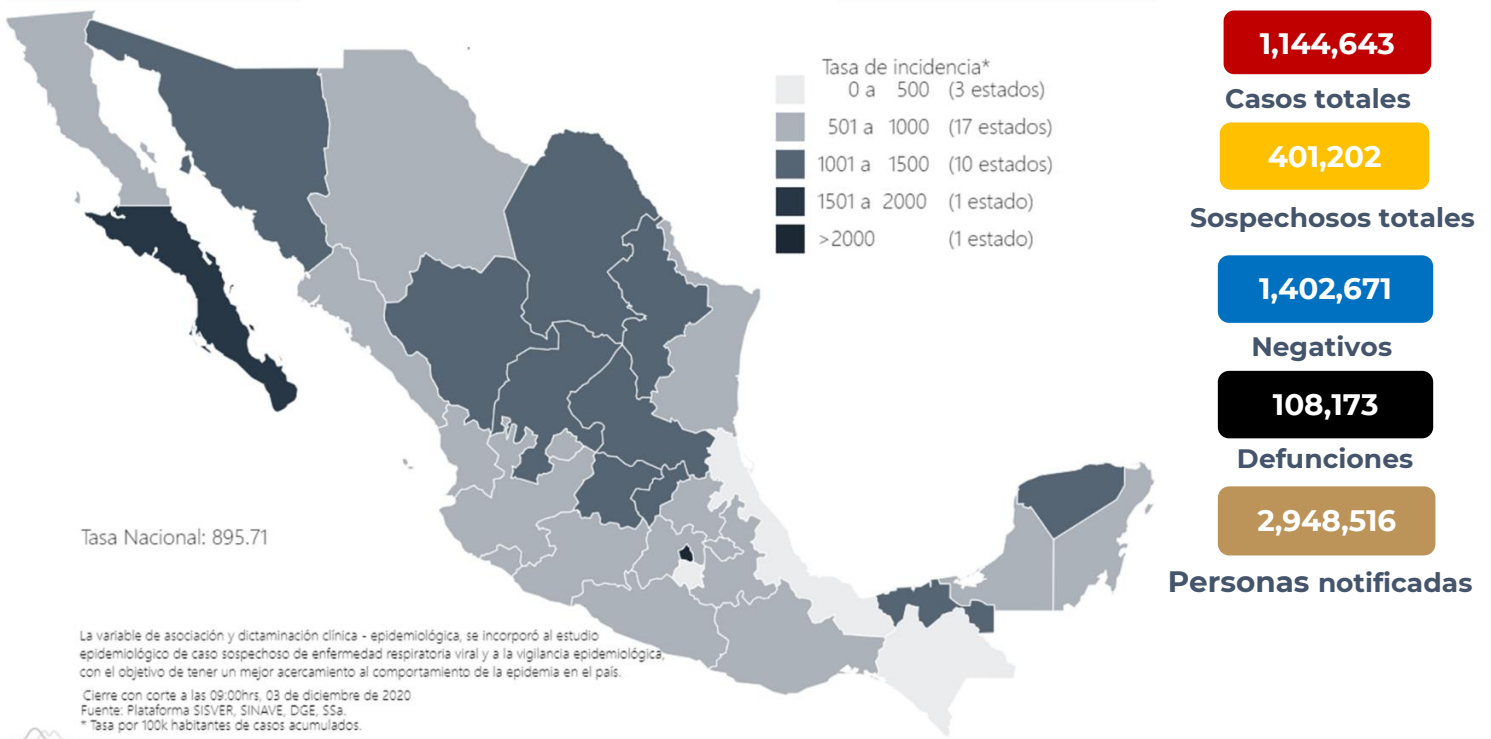 Tasa de incidencia*
0 a 500 (3 estados)
501 a 1000 (17 estados)
1001 a 1500 (10 estados)
1501 a 2000 (1 estado)
>2000 (1 estado)
Tasa Nacional: 895.71
La variable de asociación y dictaminación clínica - epidemiológica, se incorporó al estudio
epidemiológico de caso sospechoso de enfermedad respiratoria viral y a la vigilancia epidemiológica,
con el objetivo de tener un mejor acercamiento al comportamiento de la epidemia en el país.
Cierre con corte a las 09:00hrs, 03 de diciembre de 2020
Fuente: Plataforma SISVER, SINAVE, DGE, SSa.
* Tasa por 100k habitantes de casos acumulados.
1,144,643
Casos totales
401,202
Sospechosos totales
1,402,671
Negativos
108,173
Defunciones
2,948,516
Personas notificadas